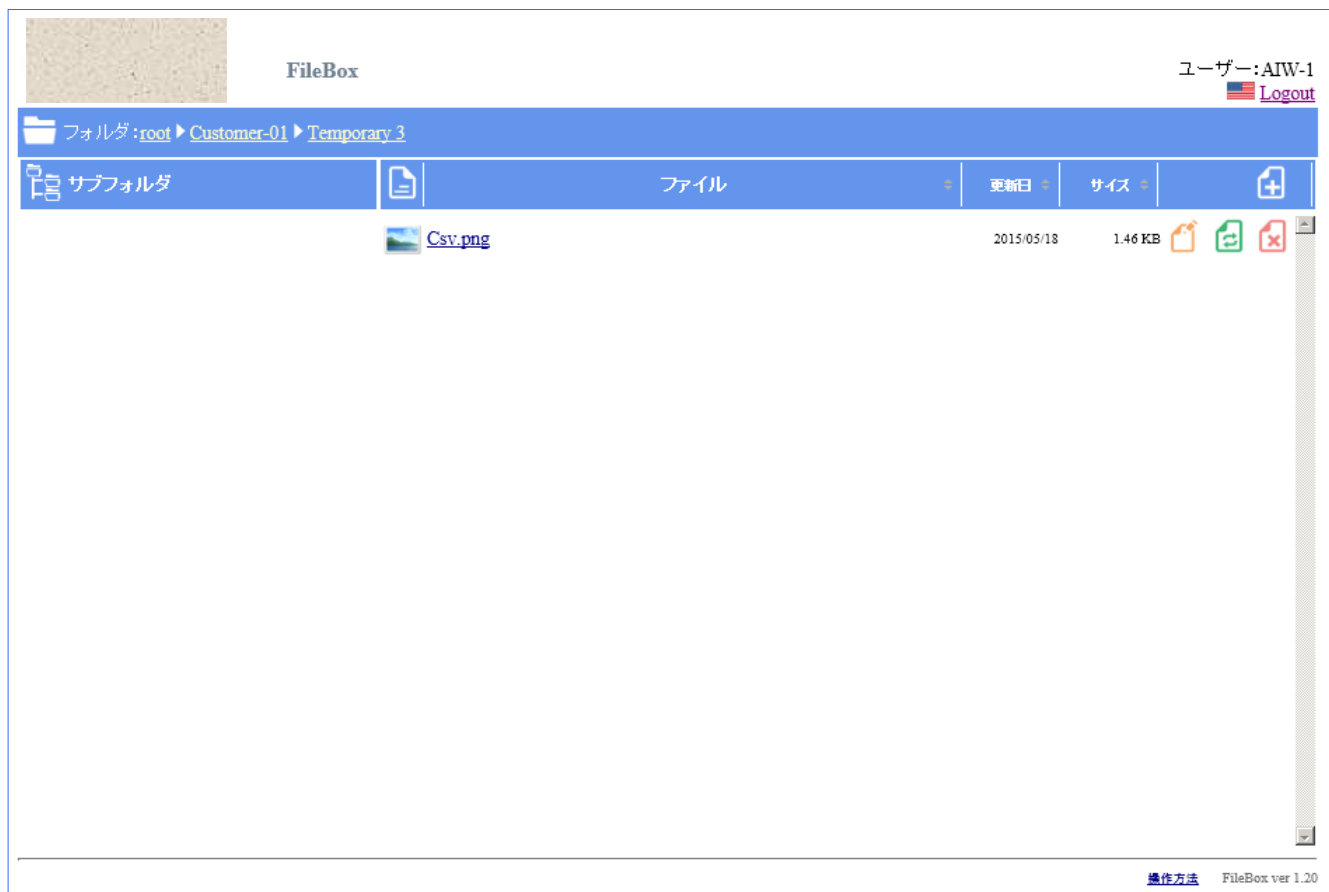 FileBox
ユーザー:AIW-1
Logout
フォルダ:root Customer-01 Temporary 3
サブフォルダ ファイル 更新日 サイズ
Csv.png 2015/05/18 1.46 KB
操作方法 FileBox ver 1.20